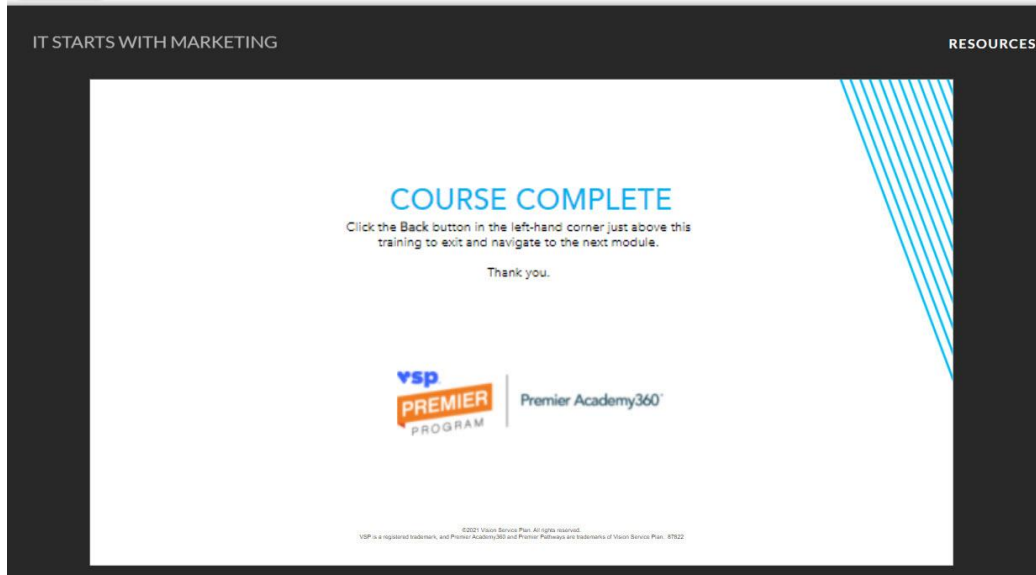 IT STARTS WITH MARKETING
RESOURCES
COURSE COMPLETE
Click the Back button in the left-hand corner just above this
training to exit and navigate to the next module.
Thank you.
vsp.
PREMIER
PROGRAM
Premier Academy360™
©2021 Vision Service Plan. All rights reserved.
VSP is a registered trademark, and Premier Academy360 and Premier Pathways are trademarks of Vision Service Plan. 87822